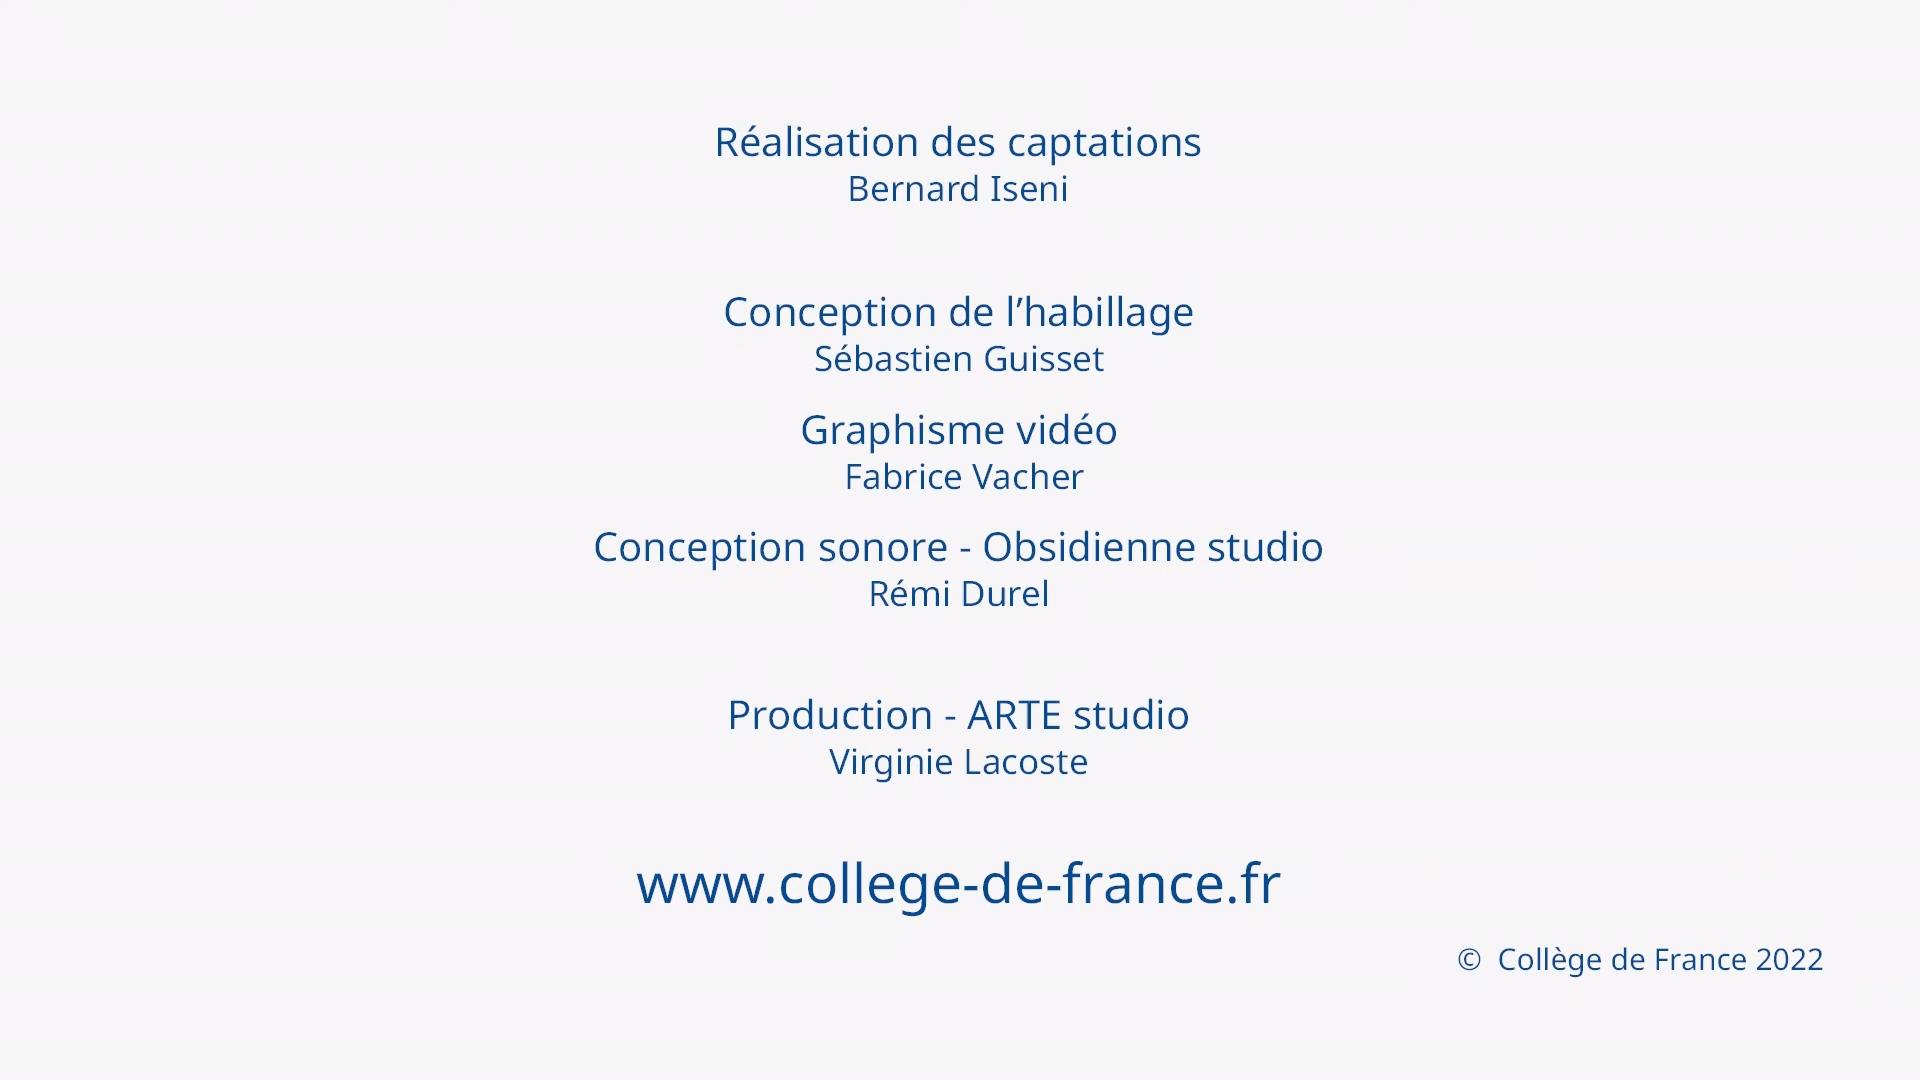 Réalisation des captations
Bernard Iseni
Conception de l’habillage
Sébastien Guisset
Graphisme vidéo
Fabrice Vacher
Conception sonore - Obsidienne studio
Rémi Durel
Production - ARTE studio
Virginie Lacoste
www.college-de-france.fr
© Collège de France 2022